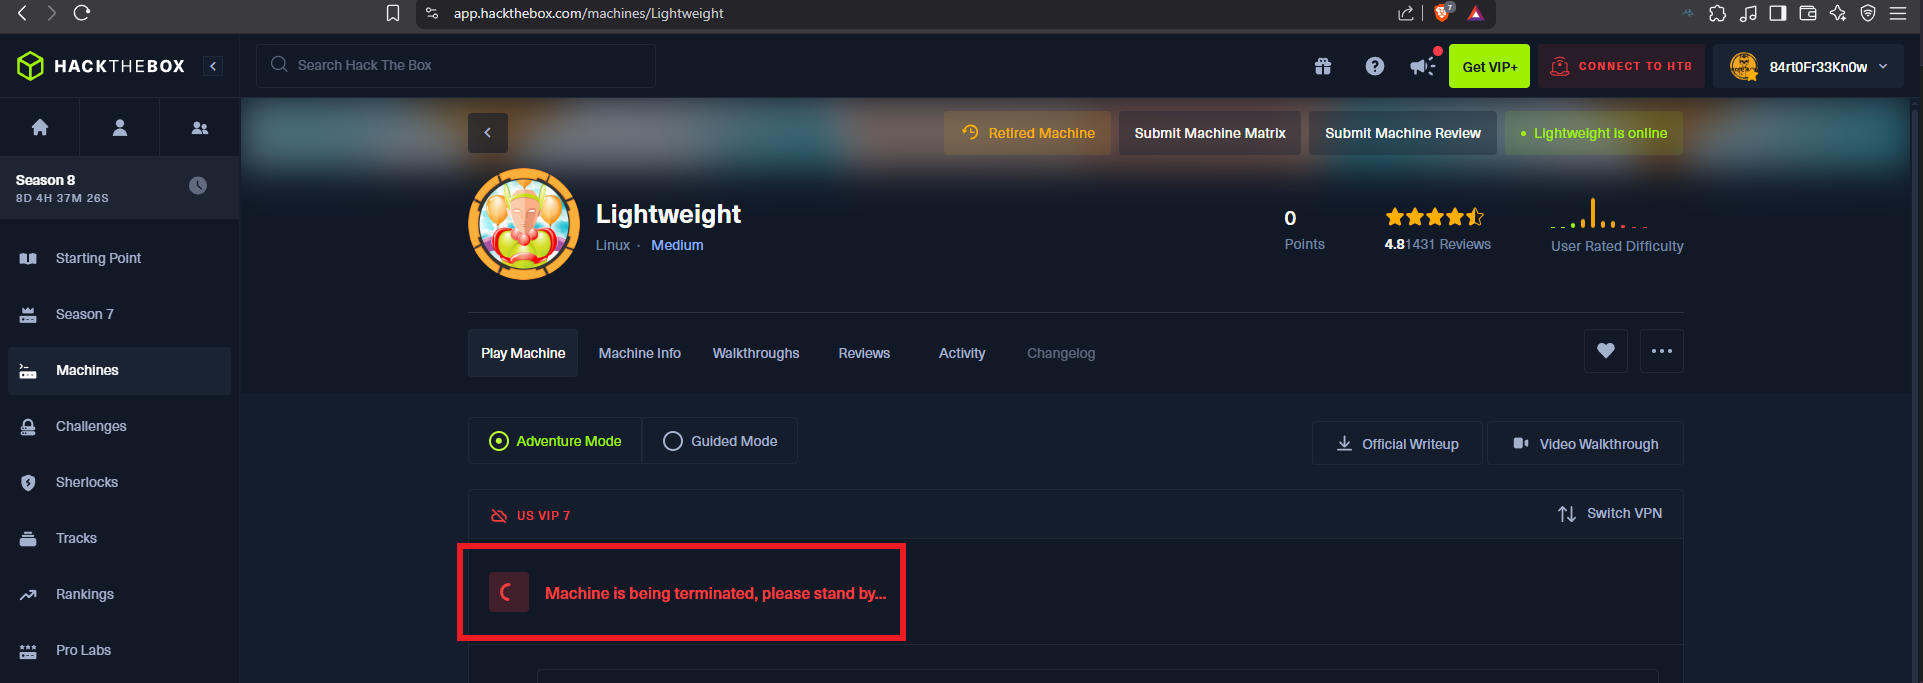 app.hackthebox.com/machines/Lightweight
7
HACKTHEBOX
Search Hack The Box
Get VIP+
CONNECT TO HTB
84rt0Fr33Kn0w
Season 8
8D 4H 37M 26S
Starting Point
Season 7
Machines
Challenges
Sherlocks
Tracks
Rankings
Pro Labs
Retired Machine
Submit Machine Matrix
Submit Machine Review
Lightweight is online
Lightweight
Linux · Medium
0
Points
4.8 1431 Reviews
User Rated Difficulty
Play Machine
Machine Info
Walkthroughs
Reviews
Activity
Changelog
Adventure Mode
Guided Mode
Official Writeup
Video Walkthrough
US VIP 7
Switch VPN
Machine is being terminated, please stand by...